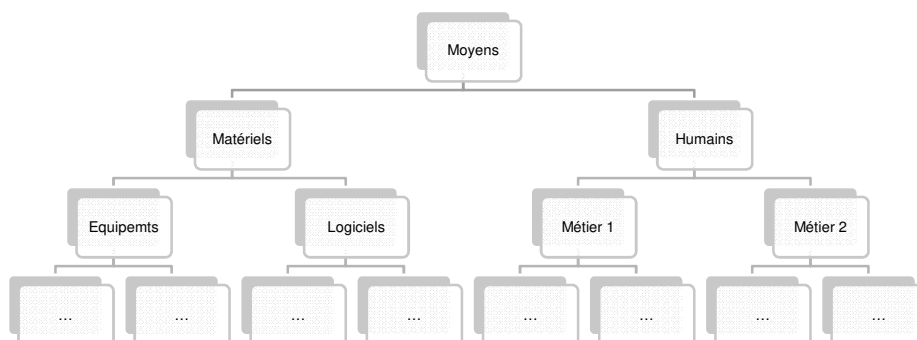 Moyens
Matériels
Humains
Equipemts
Logiciels
Métier 1
Métier 2
...
...
...
...
...
...
...
...